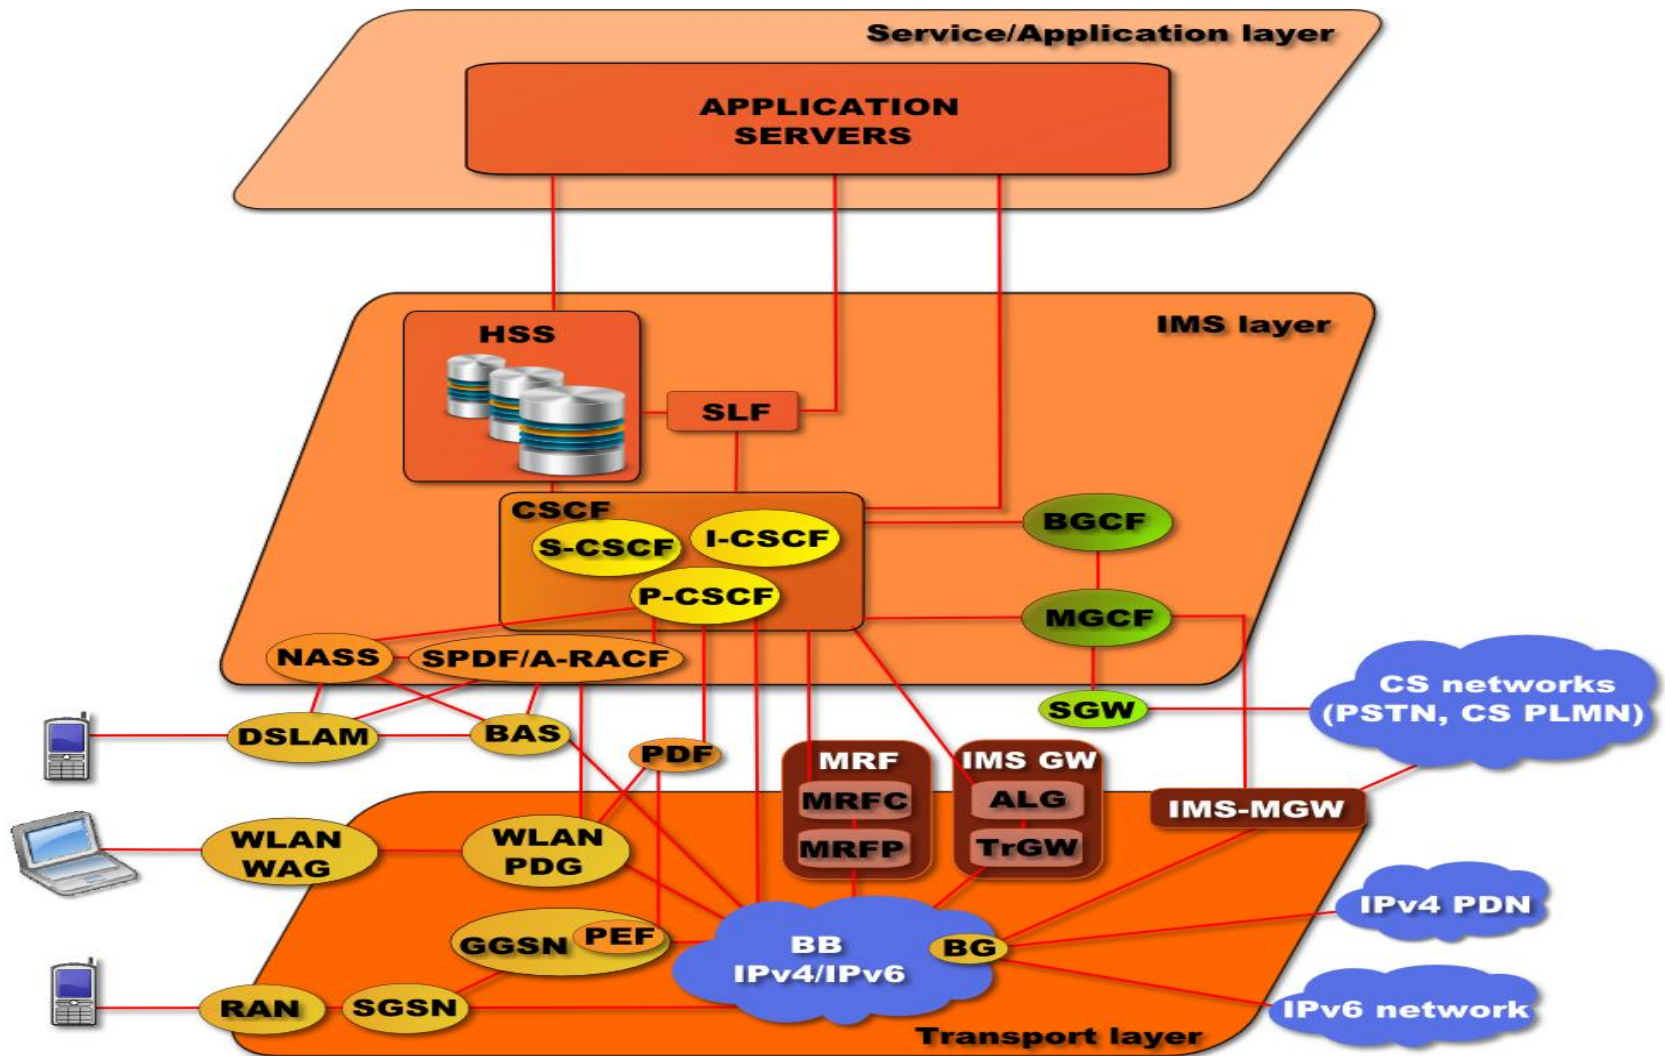 Service/Application layer
APPLICATION
SERVERS
IMS layer
HSS
SLF
CSCF
S-CSCF
I-CSCF
P-CSCF
BGCF
MGCF
NASS
SPDF/A-RACF
SGW
CS networks
(PSTN, CS PLMN)
DSLAM
BAS
PDF
MRF
MRFC
MRFP
IMS GW
ALG
TrGW
IMS-MGW
WLAN
WAG
WLAN
PDG
GGSN
PEF
BB
IPv4/IPv6
BG
IPv4 PDN
RAN
SGSN
IPv6 network
Transport layer